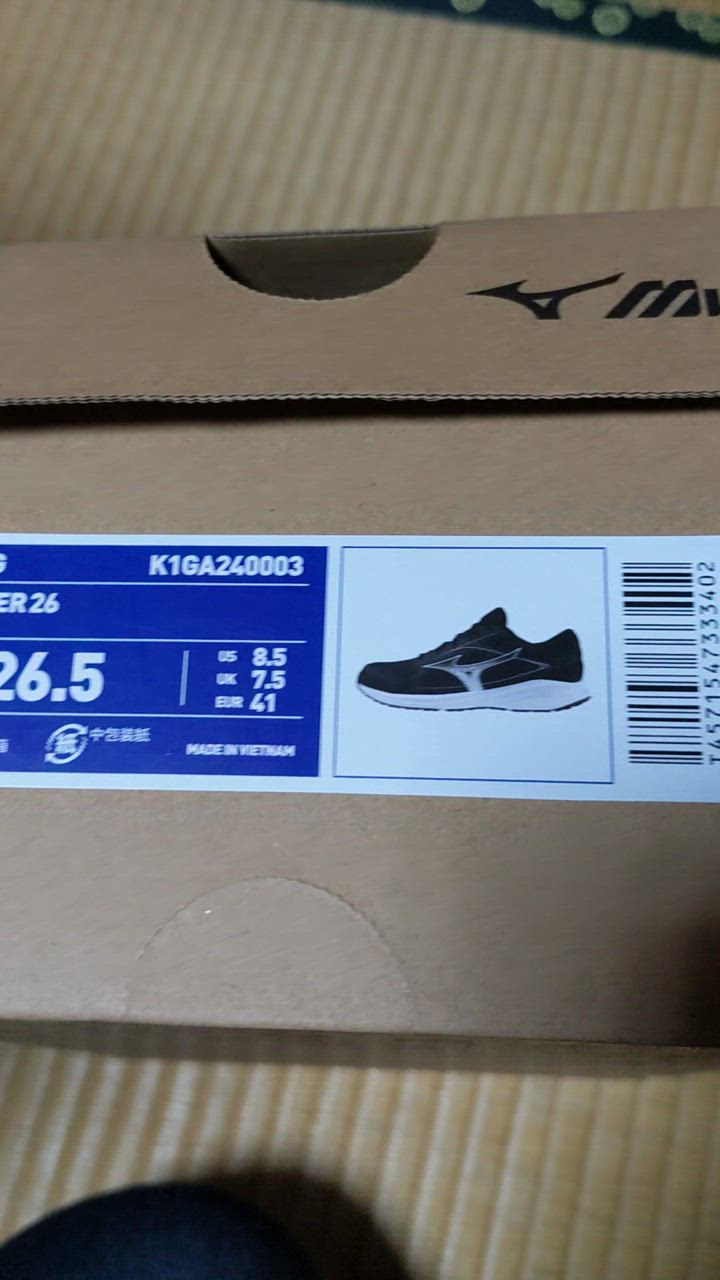 K1GA240003
ER26
26.5
US 8.5
UK 7.5
EUR 41
紙 中包装紙
MADE IN VIETNAM
T4571547333402